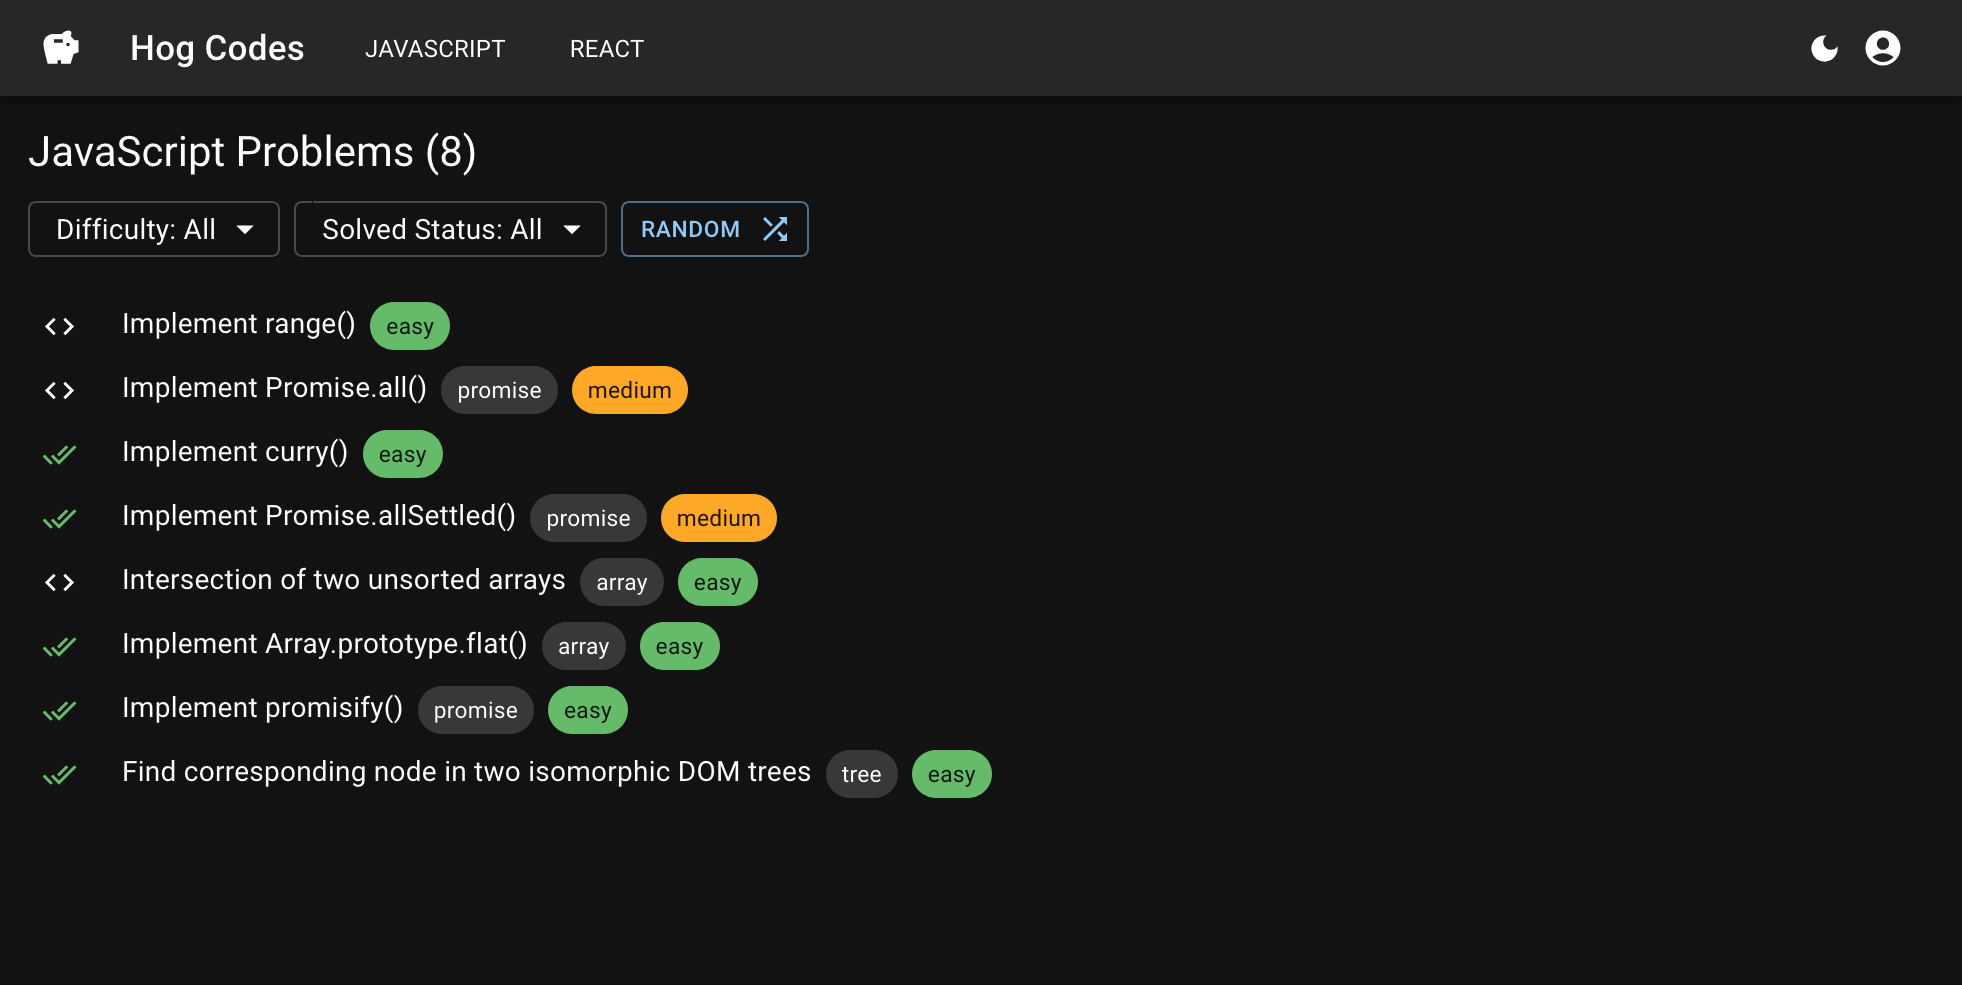 Hog Codes JAVASCRIPT REACT
JavaScript Problems (8)
Difficulty: All Solved Status: All RANDOM
Implement range() easy
Implement Promise.all() promise medium
Implement curry() easy
Implement Promise.allSettled() promise medium
Intersection of two unsorted arrays array easy
Implement Array.prototype.flat() array easy
Implement promisify() promise easy
Find corresponding node in two isomorphic DOM trees tree easy